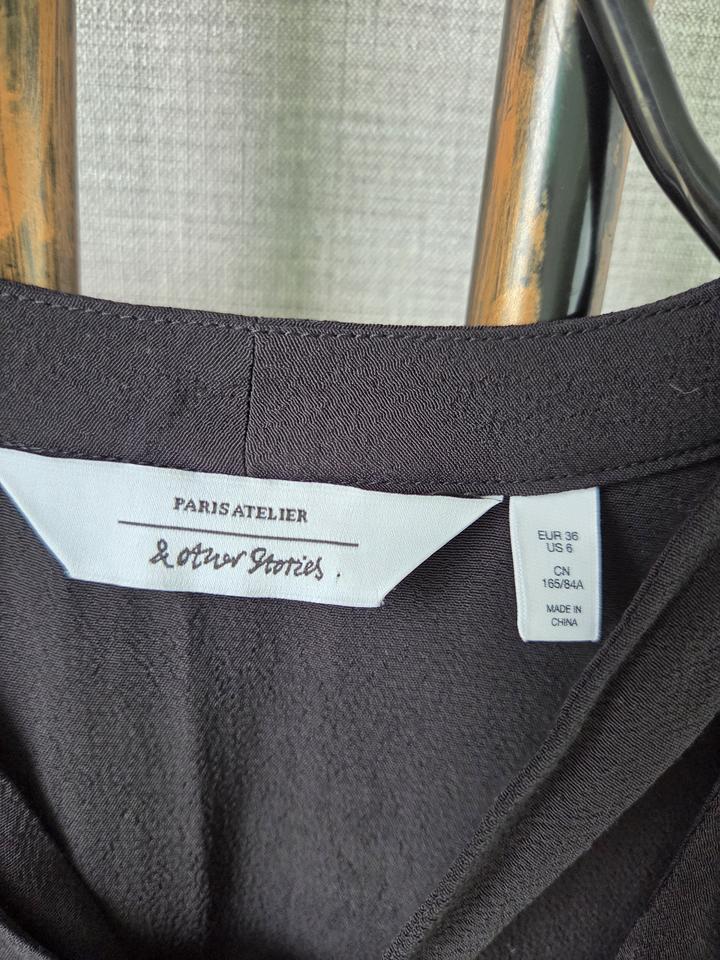 PARIS ATELIER
& other Stories .
EUR 36
US 6
CN
165/84A
MADE IN
CHINA